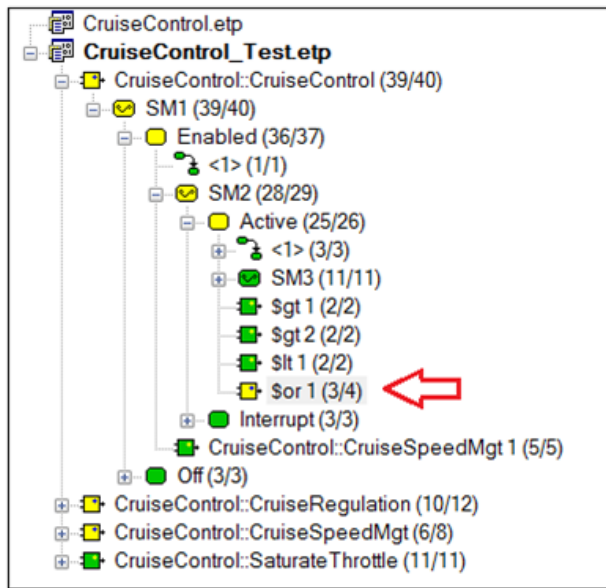 CruiseControl.etp
CruiseControl_Test.etp
CruiseControl::CruiseControl (39/40)
SM1 (39/40)
Enabled (36/37)
<1> (1/1)
SM2 (28/29)
Active (25/26)
<1> (3/3)
SM3 (11/11)
$gt 1 (2/2)
$gt 2 (2/2)
$lt 1 (2/2)
$or 1 (3/4)
Interrupt (3/3)
CruiseControl::CruiseSpeedMgt 1 (5/5)
Off (3/3)
CruiseControl::CruiseRegulation (10/12)
CruiseControl::CruiseSpeedMgt (6/8)
CruiseControl::SaturateThrottle (11/11)